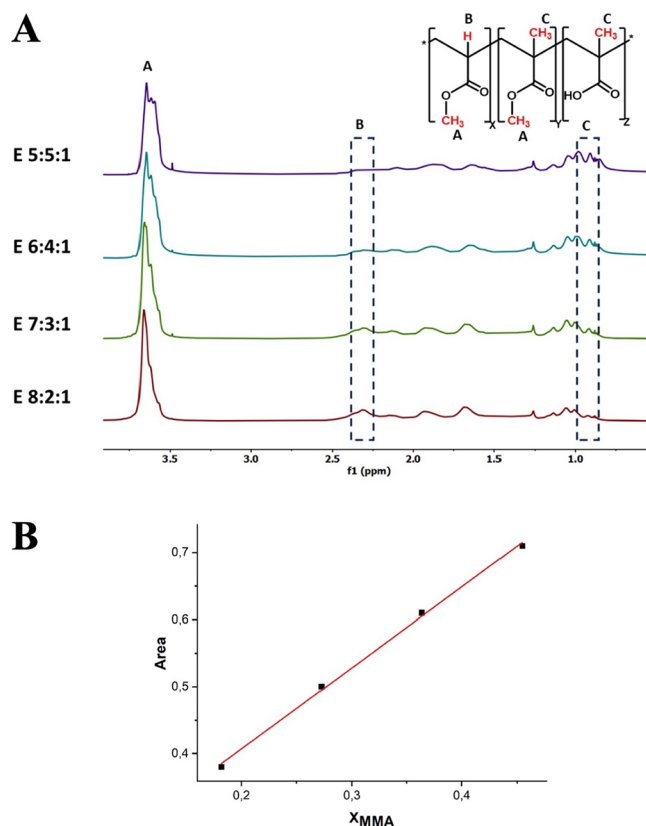 A
B
C
C
H
CH₃
CH₃
*
*
O
O
O
O
O
HO
CH₃
X
CH₃
Y
Z
A
A
A
B
C
E 5:5:1
E 6:4:1
E 7:3:1
E 8:2:1
3.5
3.0
2.5
2.0
1.5
1.0
f1 (ppm)
B
0,7
0,6
0,5
0,4
Area
0,2
0,3
0,4
X_MMA